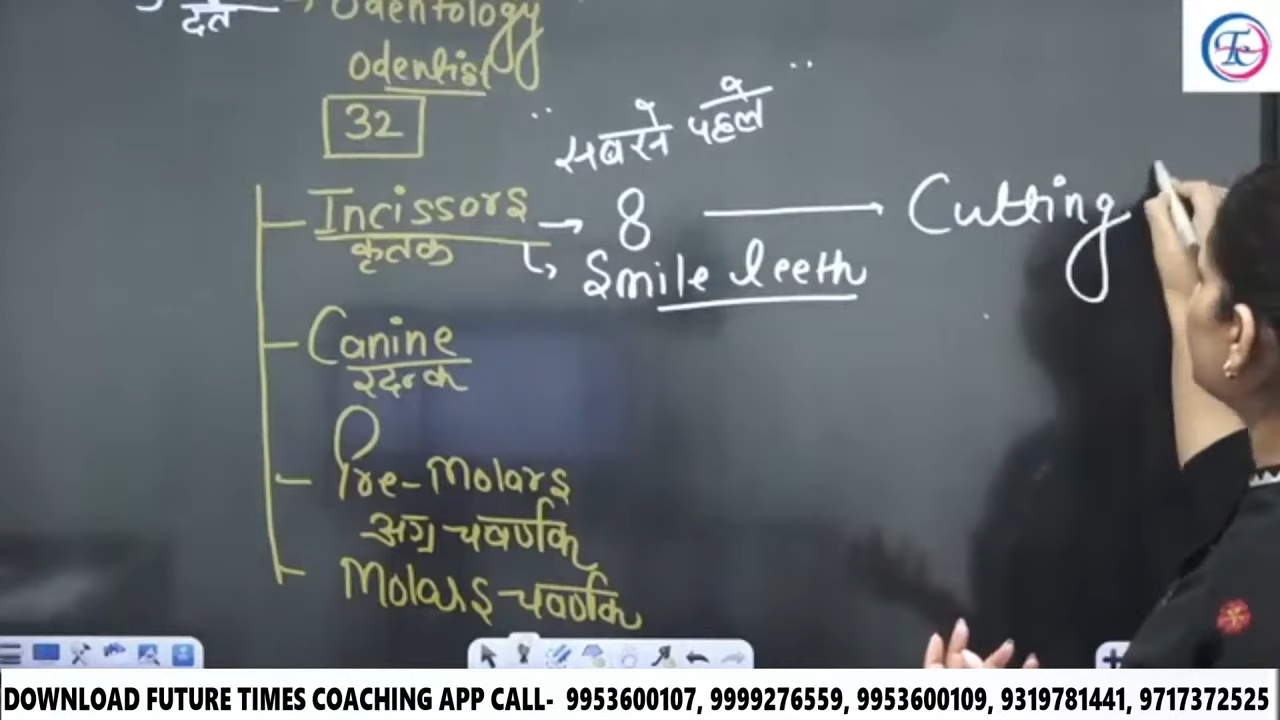 दंत → Odentology
Odentist
32
"सबसे पहले"
Incissors → 8 → Cutting
कृतक ↳ Smile teeth
Canine
रदनक
Pre-Molars
अग्र-चवर्णक
Molars-चवर्णक
DOWNLOAD FUTURE TIMES COACHING APP CALL- 9953600107, 9999276559, 9953600109, 9319781441, 9717372525